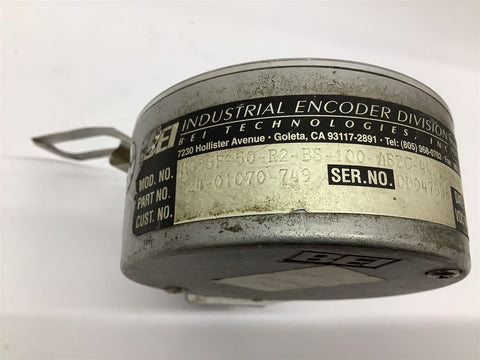 BEI INDUSTRIAL ENCODER DIVISION
BEI TECHNOLOGIES, INC
7230 Hollister Avenue • Goleta, CA 93117-2891 • Tel: (805) 968-0782 • Fax
MOD. NO.
PART NO. 924-01070-749 SER.NO.
CUST. NO.
BEI